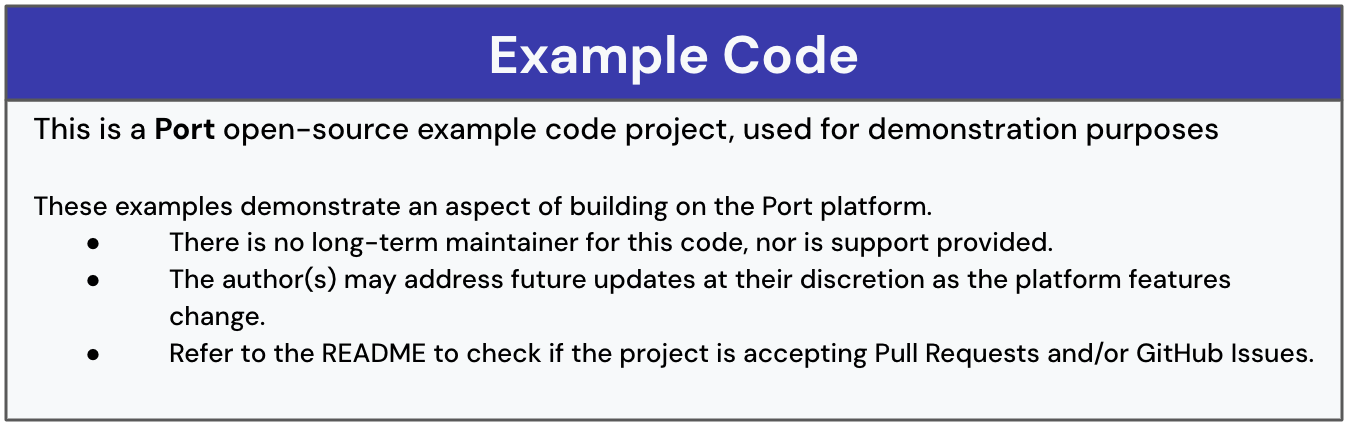 Example Code
This is a Port open-source example code project, used for demonstration purposes
These examples demonstrate an aspect of building on the Port platform.
● There is no long-term maintainer for this code, nor is support provided.
● The author(s) may address future updates at their discretion as the platform features
change.
● Refer to the README to check if the project is accepting Pull Requests and/or GitHub Issues.